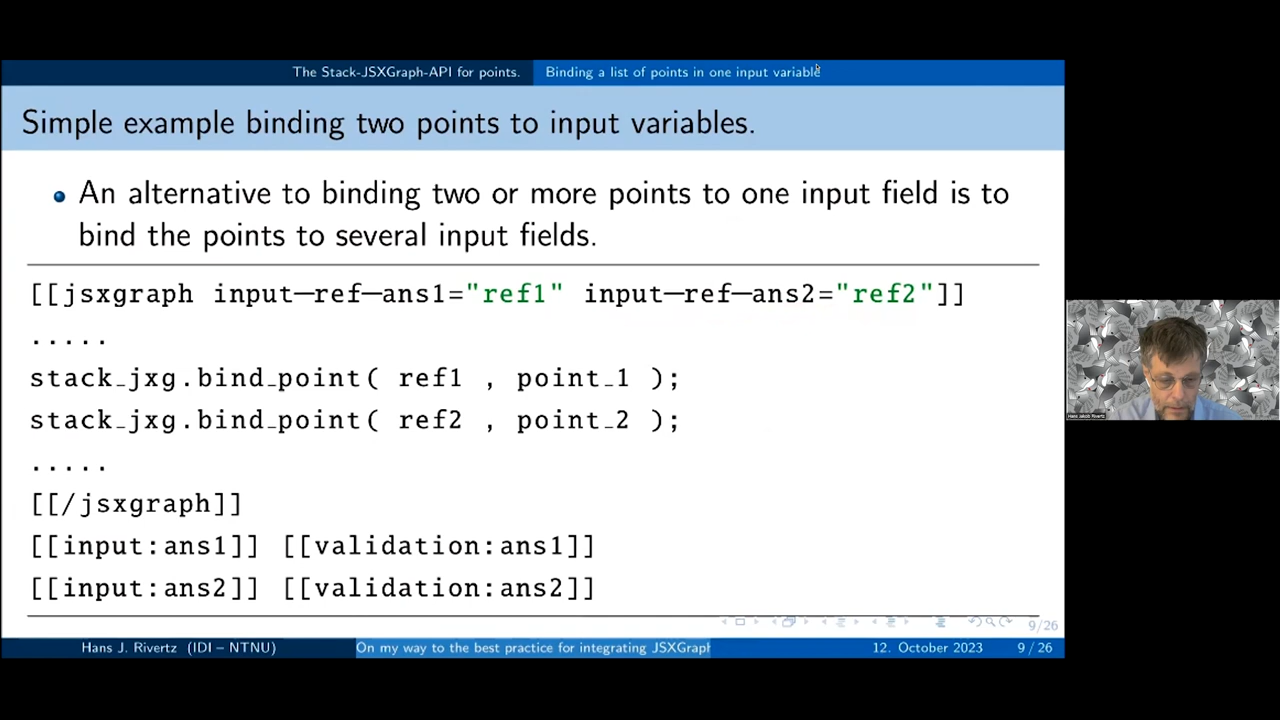 The Stack-JSXGraph-API for points. Binding a list of points in one input variable
Simple example binding two points to input variables.
An alternative to binding two or more points to one input field is to
bind the points to several input fields.
[[jsxgraph input-ref-ans1="ref1" input-ref-ans2="ref2"]]
.....
stack_jxg.bind_point( ref1 , point_1 );
stack_jxg.bind_point( ref2 , point_2 );
.....
[[/jsxgraph]]
[[input:ans1]] [[validation:ans1]]
[[input:ans2]] [[validation:ans2]]
9/26
Hans J. Rivertz (IDI – NTNU) On my way to the best practice for integrating JSXGraph 12. October 2023 9 / 26
Hans Jakob Rivertz